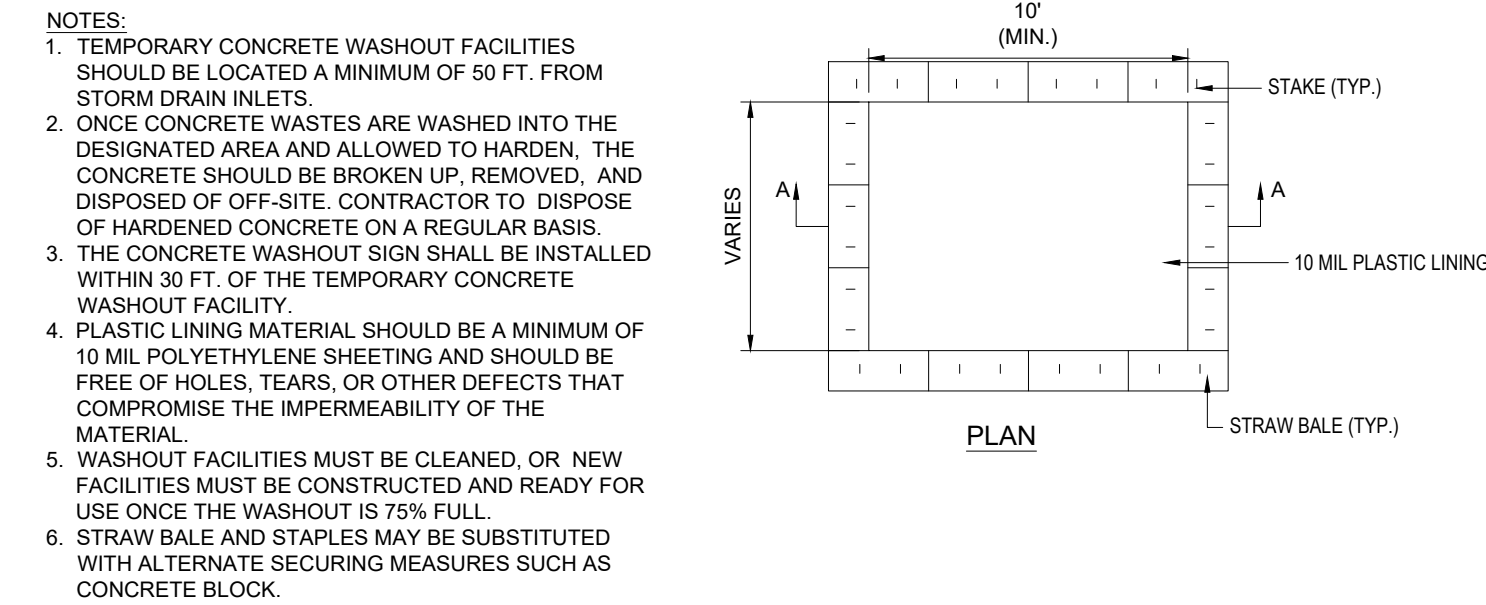 NOTES:
1. TEMPORARY CONCRETE WASHOUT FACILITIES
SHOULD BE LOCATED A MINIMUM OF 50 FT. FROM
STORM DRAIN INLETS.
2. ONCE CONCRETE WASTES ARE WASHED INTO THE
DESIGNATED AREA AND ALLOWED TO HARDEN, THE
CONCRETE SHOULD BE BROKEN UP, REMOVED, AND
DISPOSED OF OFF-SITE. CONTRACTOR TO DISPOSE
OF HARDENED CONCRETE ON A REGULAR BASIS.
3. THE CONCRETE WASHOUT SIGN SHALL BE INSTALLED
WITHIN 30 FT. OF THE TEMPORARY CONCRETE
WASHOUT FACILITY.
4. PLASTIC LINING MATERIAL SHOULD BE A MINIMUM OF
10 MIL POLYETHYLENE SHEETING AND SHOULD BE
FREE OF HOLES, TEARS, OR OTHER DEFECTS THAT
COMPROMISE THE IMPERMEABILITY OF THE
MATERIAL.
5. WASHOUT FACILITIES MUST BE CLEANED, OR NEW
FACILITIES MUST BE CONSTRUCTED AND READY FOR
USE ONCE THE WASHOUT IS 75% FULL.
6. STRAW BALE AND STAPLES MAY BE SUBSTITUTED
WITH ALTERNATE SECURING MEASURES SUCH AS
CONCRETE BLOCK.
10'
(MIN.)
STAKE (TYP.)
A
A
VARIES
10 MIL PLASTIC LINING
STRAW BALE (TYP.)
PLAN